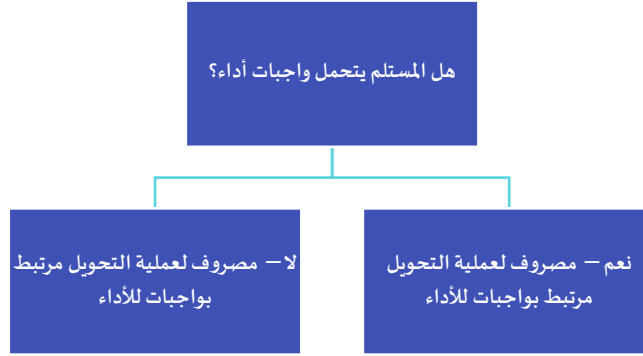 هل المستلم يتحمل واجبات أداء؟
نعم – مصروف لعملية التحويل
مرتبط بواجبات للأداء
لا – مصروف لعملية التحويل مرتبط
بواجبات للأداء